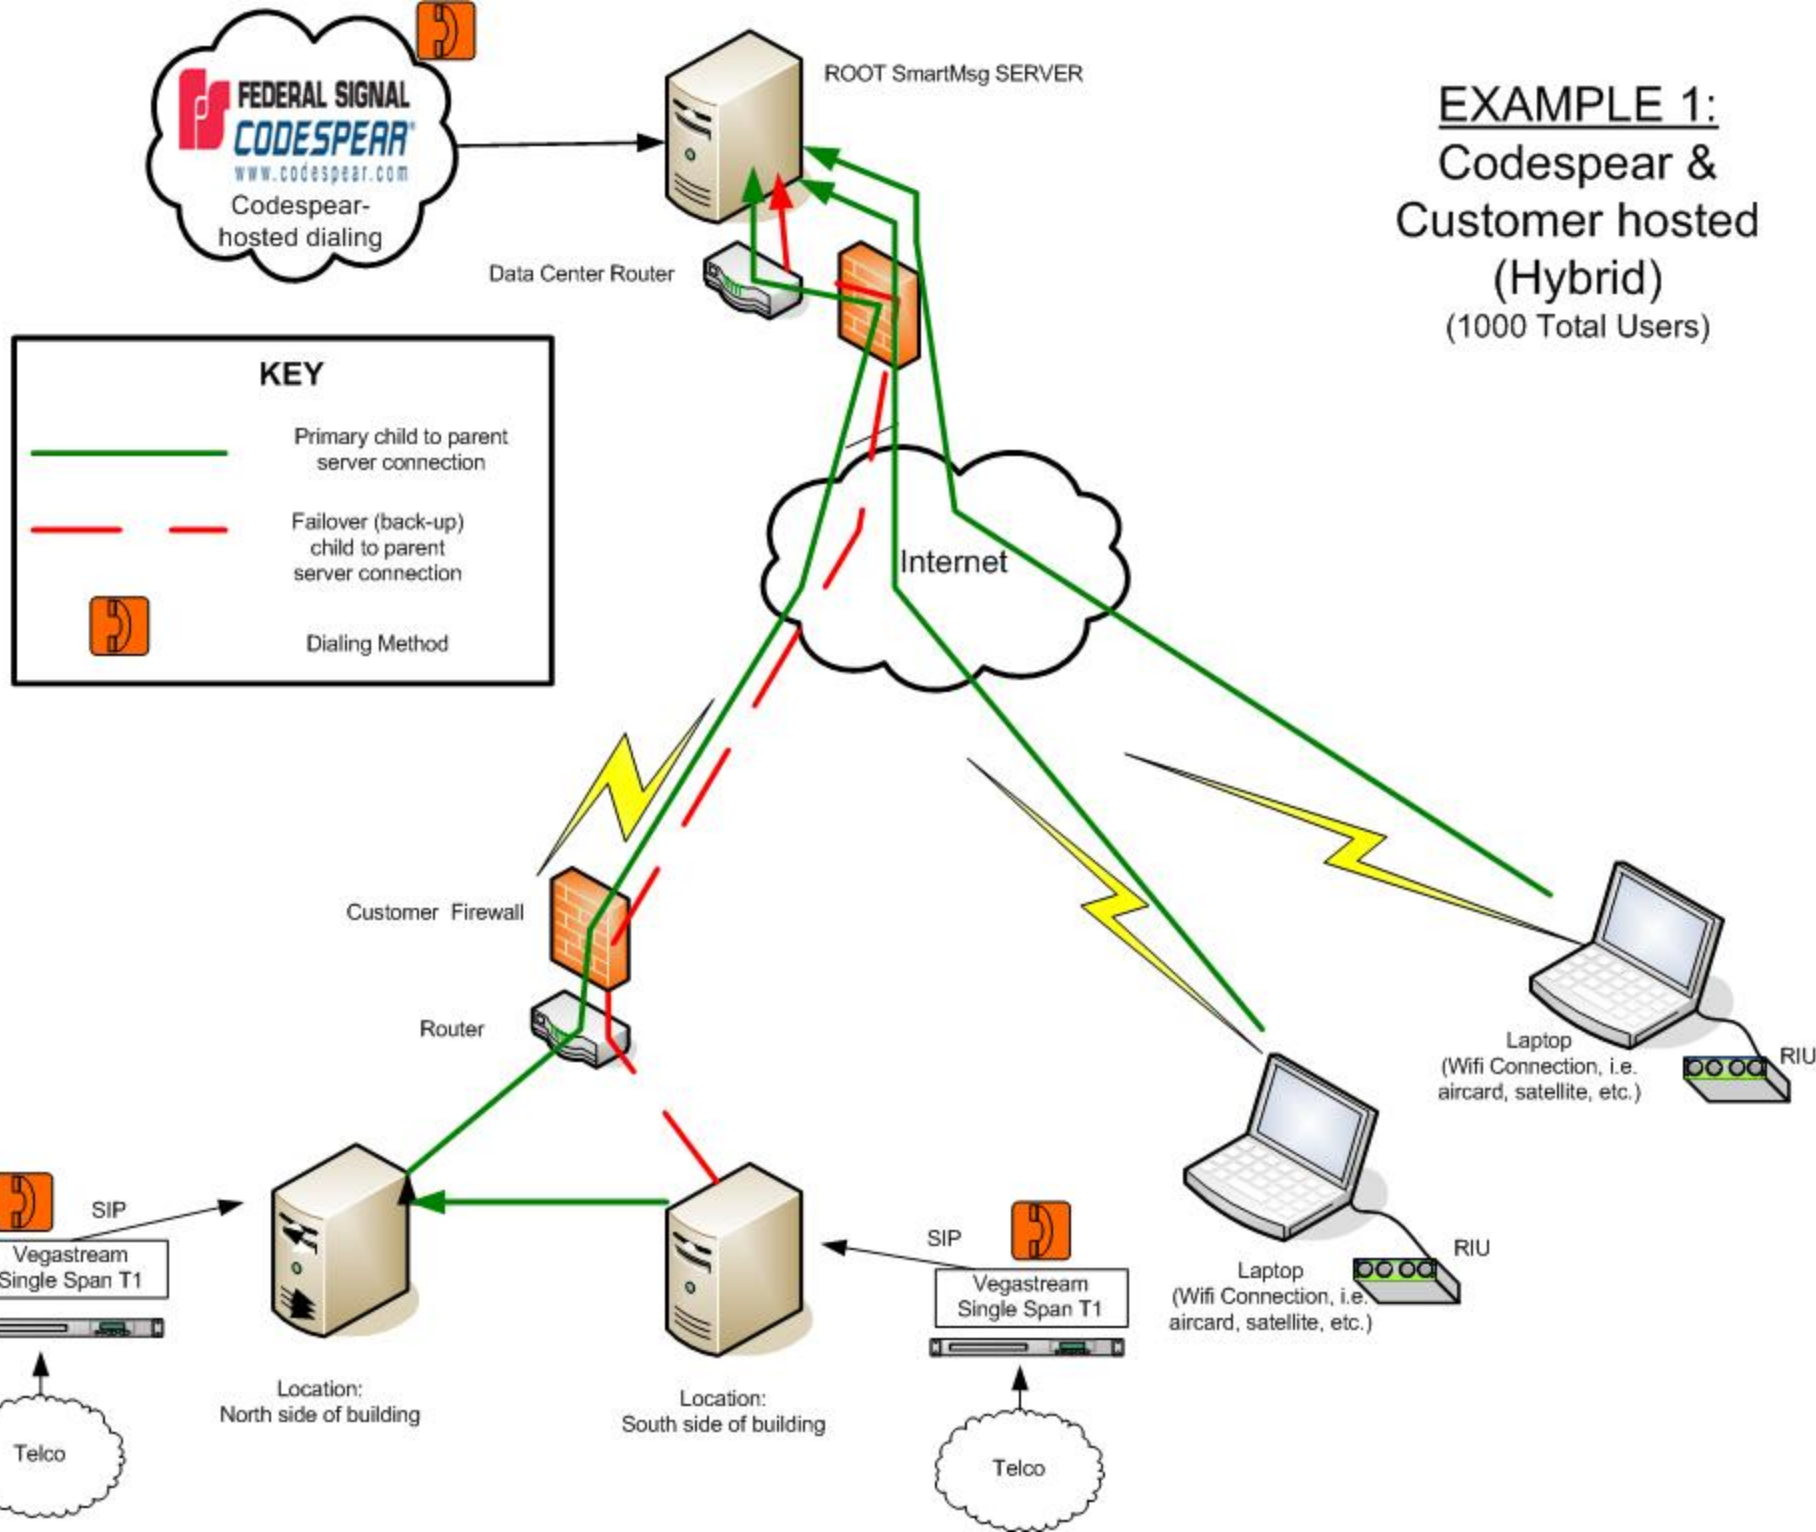 FEDERAL SIGNAL
CODESPEAR
www.codespear.com
Codespear-
hosted dialing
ROOT SmartMsg SERVER
EXAMPLE 1:
Codespear &
Customer hosted
(Hybrid)
(1000 Total Users)
Data Center Router
KEY
Primary child to parent
server connection
Failover (back-up)
child to parent
server connection
Dialing Method
Internet
Customer Firewall
Router
Laptop
(Wifi Connection, i.e.
aircard, satellite, etc.)
RIU
SIP
Vegastream
Single Span T1
SIP
Vegastream
Single Span T1
Laptop
(Wifi Connection, i.e.
aircard, satellite, etc.)
RIU
Location:
North side of building
Location:
South side of building
Telco
Telco